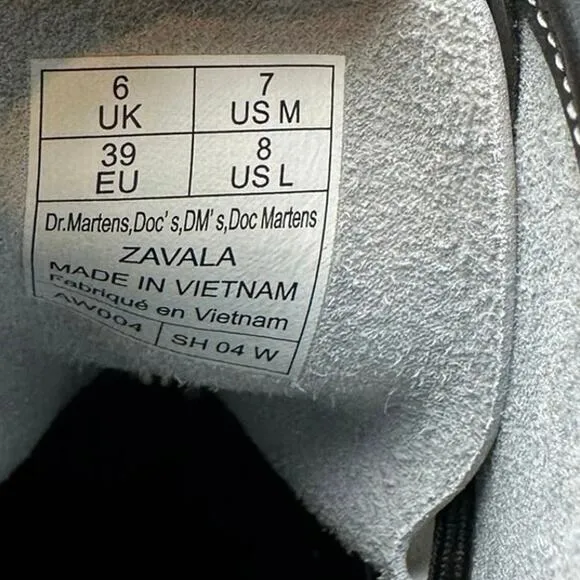 6 7
UK US M
39 8
EU US L
Dr.Martens,Doc's,DM's,Doc Martens
ZAVALA
MADE IN VIETNAM
Fabriqué en Vietnam
AW004 SH 04 W